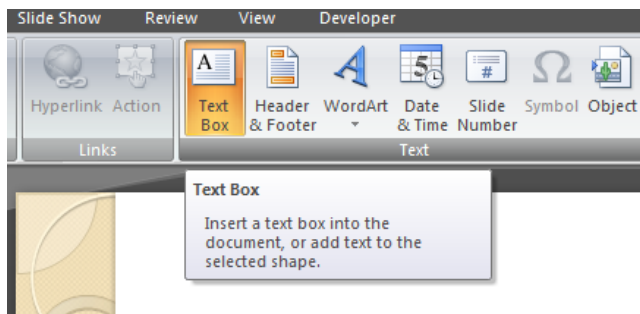 Slide Show Review View Developer
A 5 # Ω
Hyperlink Action Text Box Header & Footer WordArt Date & Time Slide Number Symbol Object
Links Text
Text Box
Insert a text box into the
document, or add text to the
selected shape.